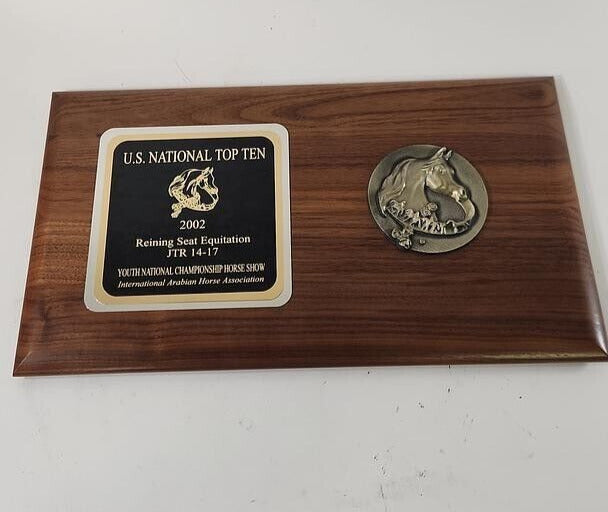 U.S. NATIONAL TOP TEN
2002
Reining Seat Equitation
JTR 14-17
YOUTH NATIONAL CHAMPIONSHIP HORSE SHOW
International Arabian Horse Association